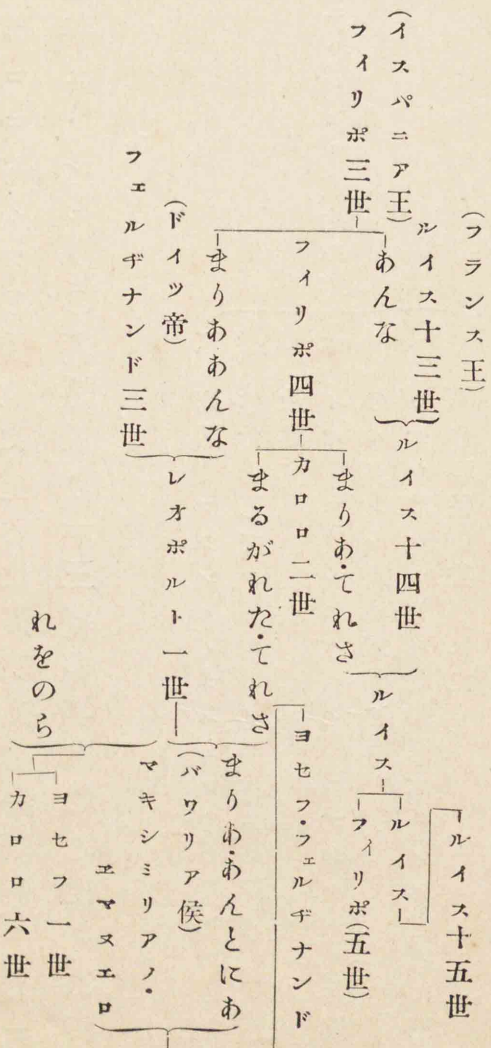 (フランス王)
ルイス十三世
(イスパニア王)
フィリポ三世
あんな
フィリポ四世
まりああんな
(ドイツ帝)
フェルヂナンド三世
ルイス十四世
まりあ・てれさ
カロロ二世
まるがれた・てれさ
レオポルト一世
れをのら
ルイス
ルイス十五世
ルイス
フィリポ(五世)
ヨセフ・フェルヂナンド
まりあ・あんとにあ
(バワリア侯)
マキシミリアノ・
エマヌエロ
ヨセフ一世
カロロ六世